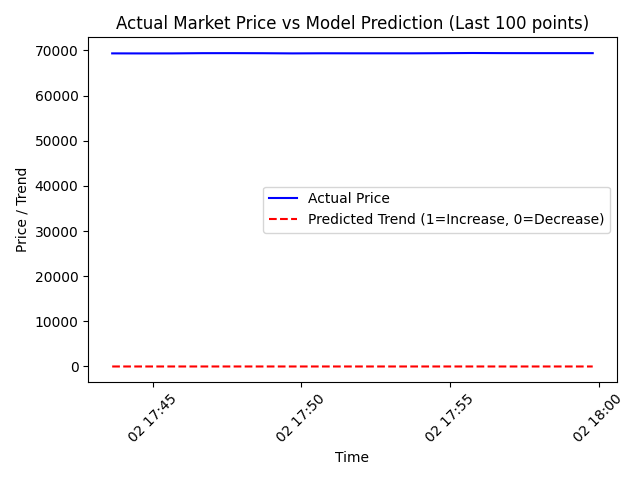 Actual Market Price vs Model Prediction (Last 100 points)
70000
60000
50000
40000
30000
20000
10000
0
Price / Trend
Actual Price
Predicted Trend (1=Increase, 0=Decrease)
02 17:45
02 17:50
02 17:55
02 18:00
Time